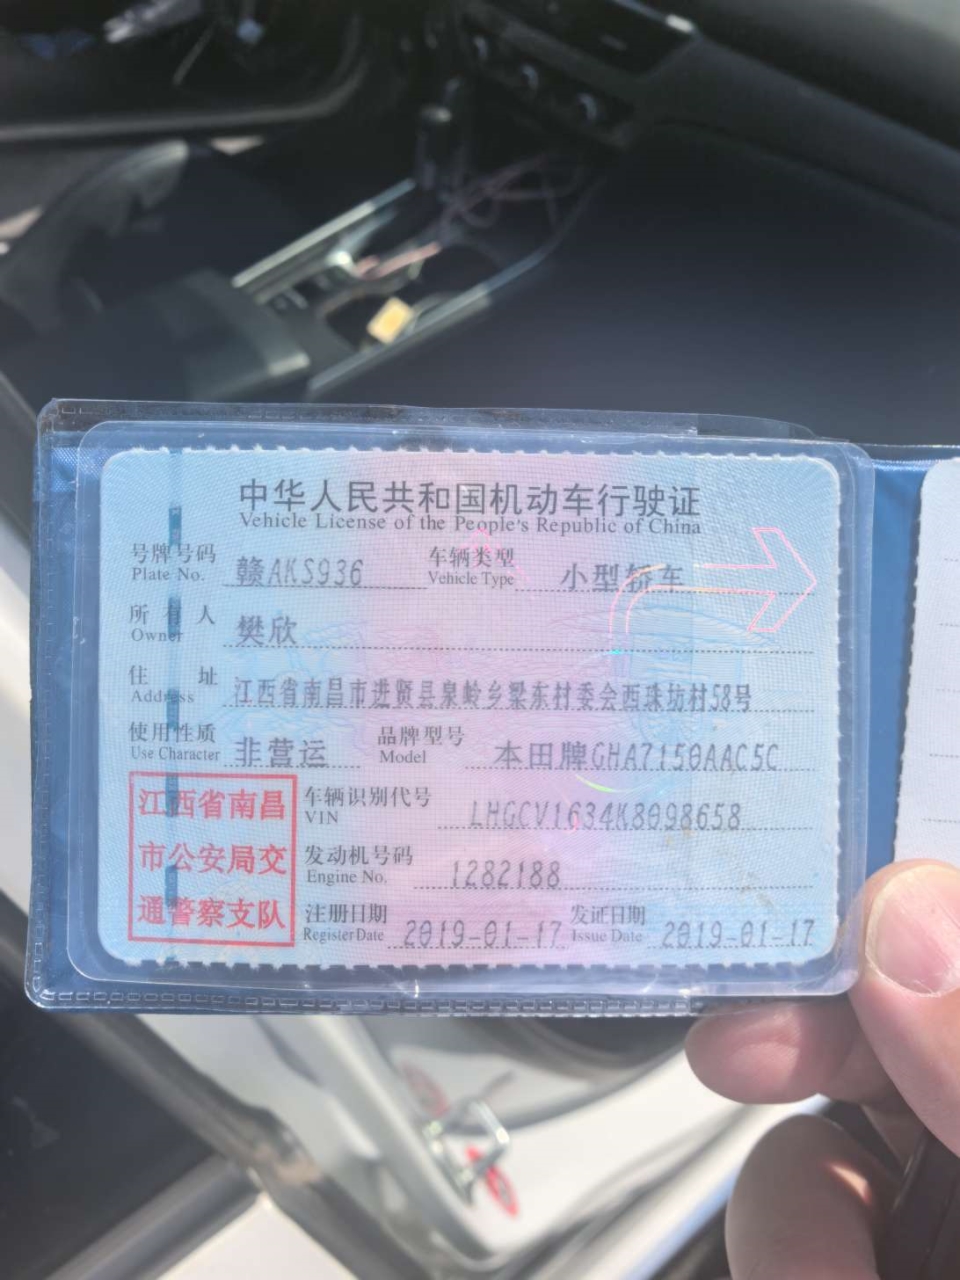 中华人民共和国机动车行驶证
Vehicle License of the People's Republic of China
号牌号码 赣AKS936 车辆类型 小型轿车
Plate No. Vehicle Type
所有人 樊欣
Owner
住址 江西省南昌市进贤县泉岭乡梁东村委会西珠坊村58号
Address
使用性质 非营运 品牌型号 本田牌GHA7150AAC5C
Use Character Model
江西省南昌
市公安局交
通警察支队
车辆识别代号 LHGCV1634K8098658
VIN
发动机号码 1282188
Engine No.
注册日期 2019-01-17 发证日期 2019-01-17
Register Date Issue Date